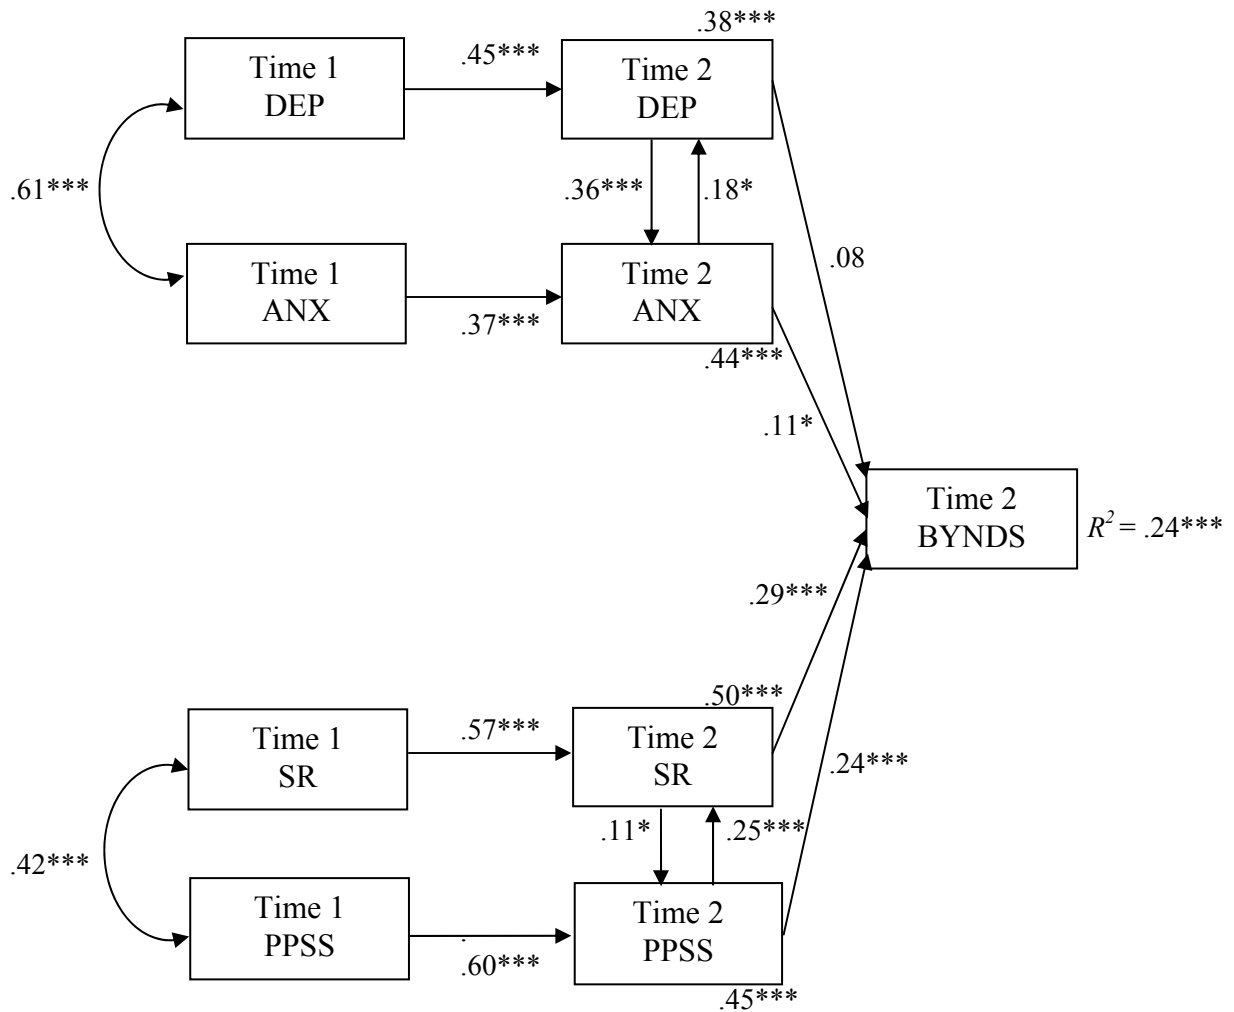 .38***
Time 1
DEP
.45***
Time 2
DEP
.61***
.36***
.18*
Time 1
ANX
.37***
Time 2
ANX
.08
.44***
.11*
Time 2
BYNDS
R² = .24***
.29***
.50***
Time 1
SR
.57***
Time 2
SR
.24***
.42***
.11*
.25***
Time 1
PPSS
.60***
Time 2
PPSS
.45***